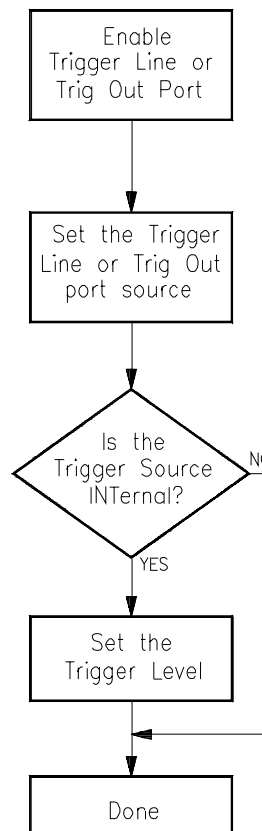 Enable
Trigger Line or
Trig Out Port
Set the Trigger
Line or Trig Out
port source
Is the
Trigger Source
INTernal?
NO
YES
Set the
Trigger Level
Done